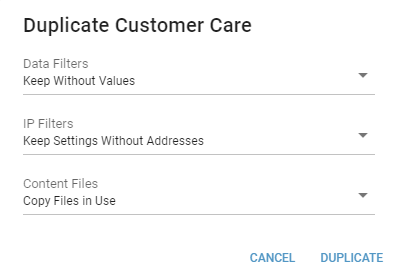 Duplicate Customer Care
Data Filters
Keep Without Values
IP Filters
Keep Settings Without Addresses
Content Files
Copy Files in Use
CANCEL DUPLICATE